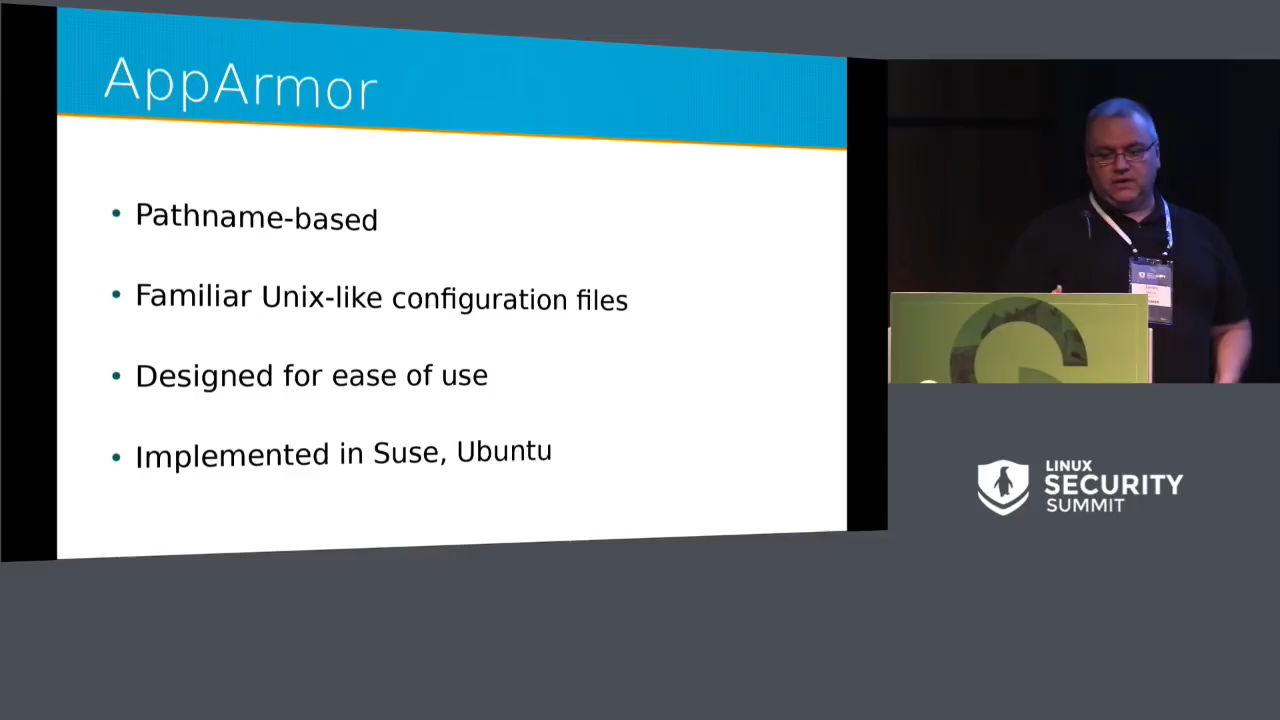 AppArmor
• Pathname-based
• Familiar Unix-like configuration files
• Designed for ease of use
• Implemented in Suse, Ubuntu
LINUX
SECURITY
SUMMIT